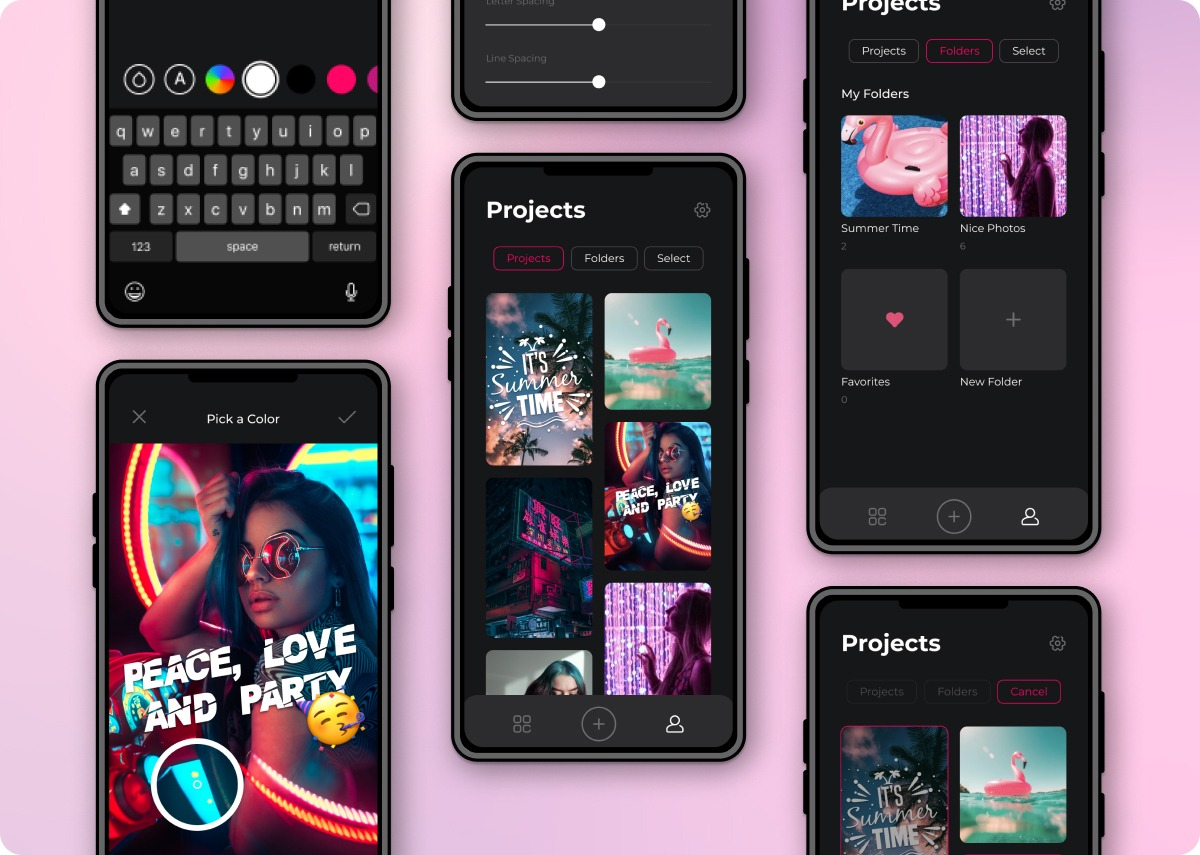 A
q w e r t y u i o p
a s d f g h j k l
z x c v b n m
123 space return
Pick a Color
PEACE, LOVE
AND PARTY
Letter Spacing
Line Spacing
Projects
Projects Folders Select
IT'S
Summer
TIME
PEACE, LOVE
AND PARTY
Projects
Projects Folders Select
My Folders
Summer Time Nice Photos
2 6
Favorites New Folder
0
Projects
Projects Folders Cancel
IT'S
Summer
TIME